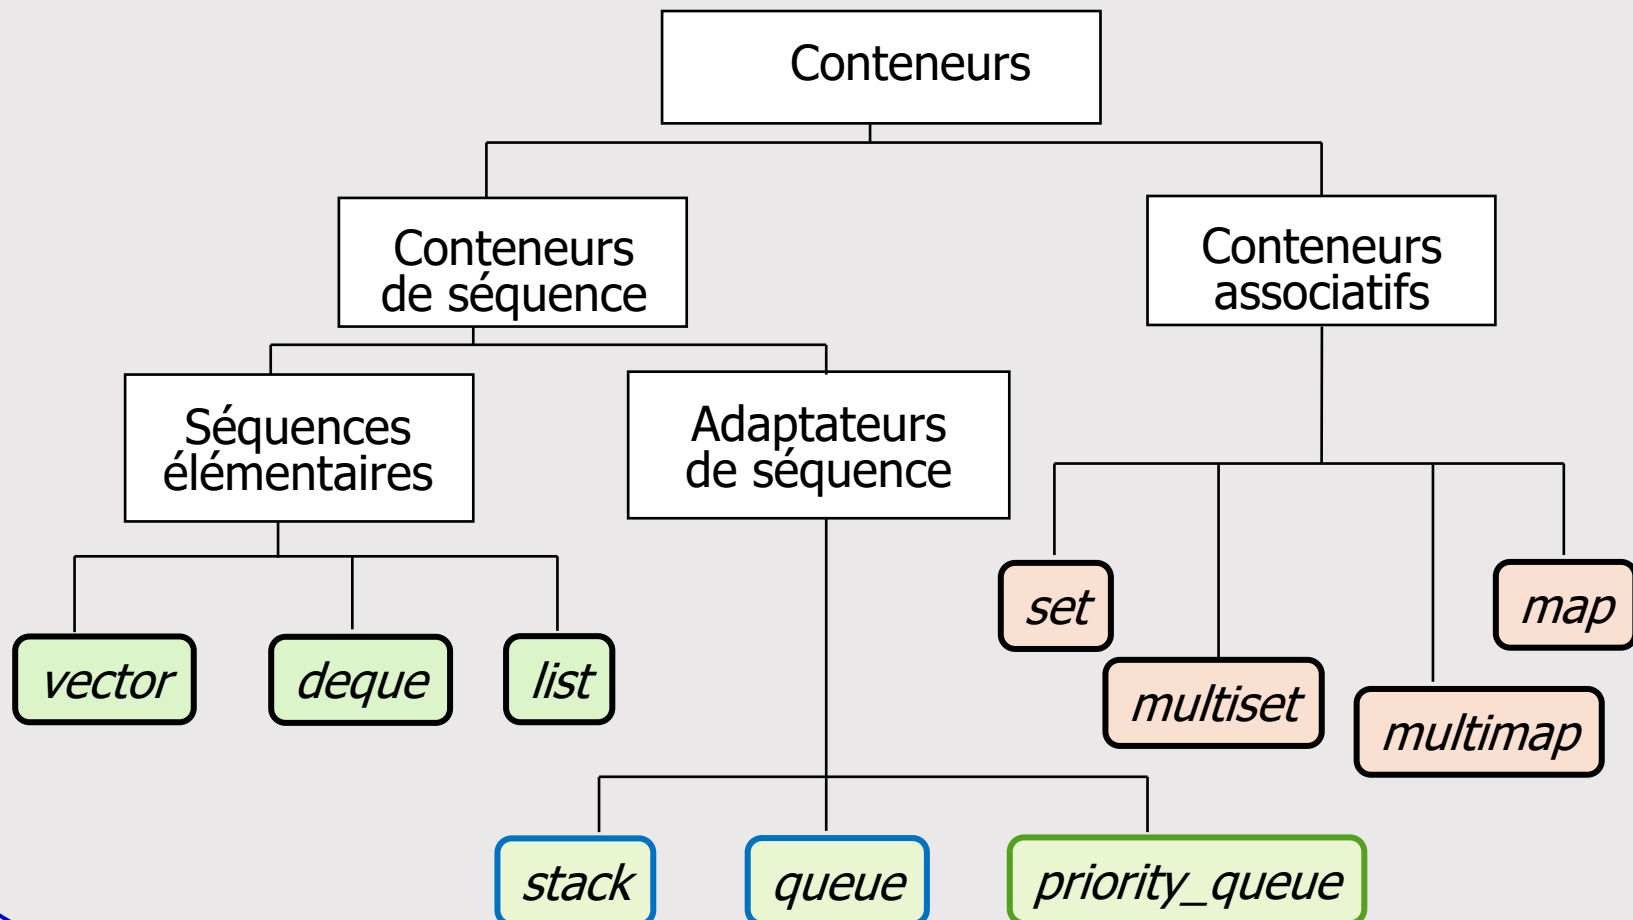 Conteneurs
Conteneurs
de séquence
Conteneurs
associatifs
Séquences
élémentaires
Adaptateurs
de séquence
set
map
vector
deque
list
multiset
multimap
stack
queue
priority_queue